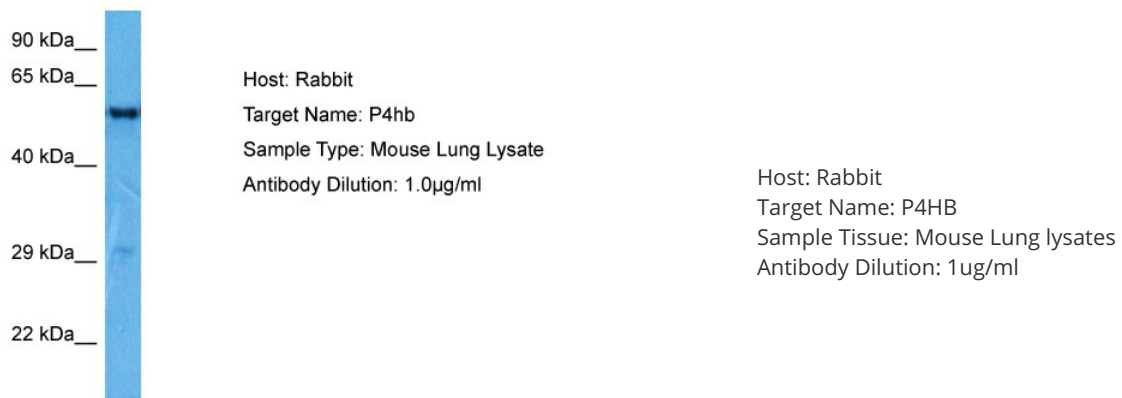 90 kDa__
65 kDa__
40 kDa__
29 kDa__
22 kDa__
Host: Rabbit
Target Name: P4hb
Sample Type: Mouse Lung Lysate
Antibody Dilution: 1.0µg/ml
Host: Rabbit
Target Name: P4HB
Sample Tissue: Mouse Lung lysates
Antibody Dilution: 1ug/ml